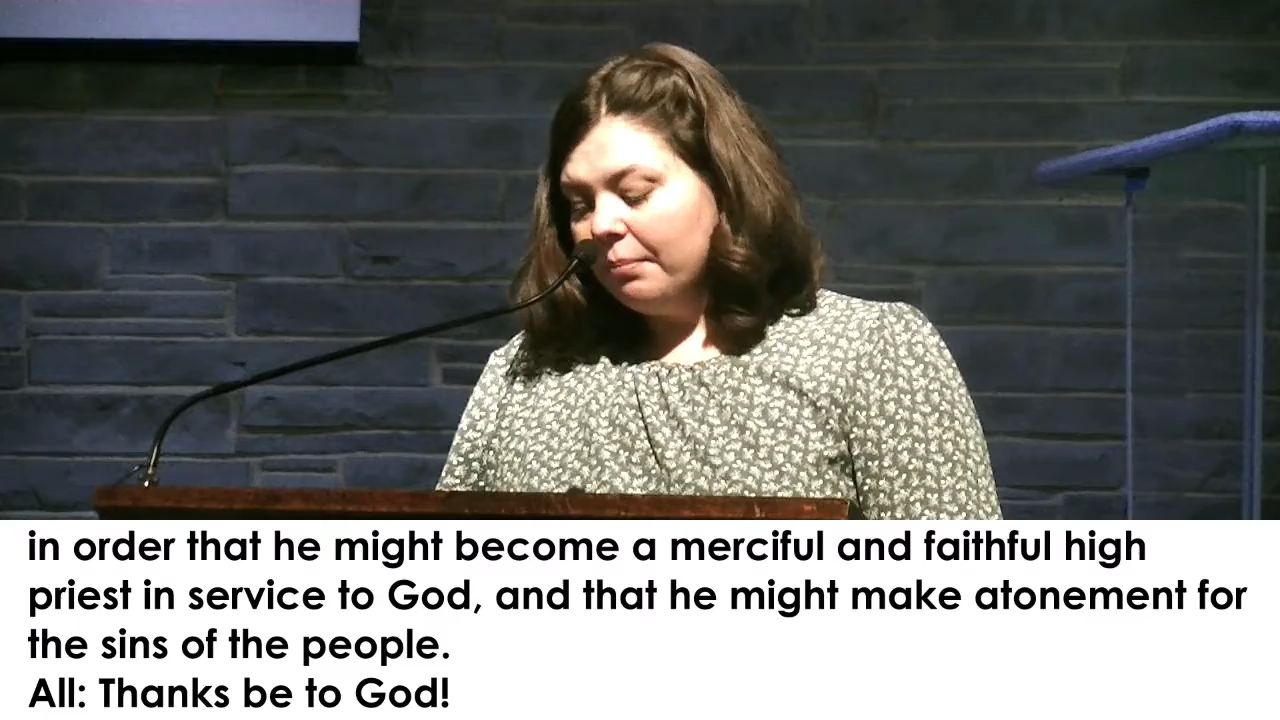 in order that he might become a merciful and faithful high
priest in service to God, and that he might make atonement for
the sins of the people.
All: Thanks be to God!